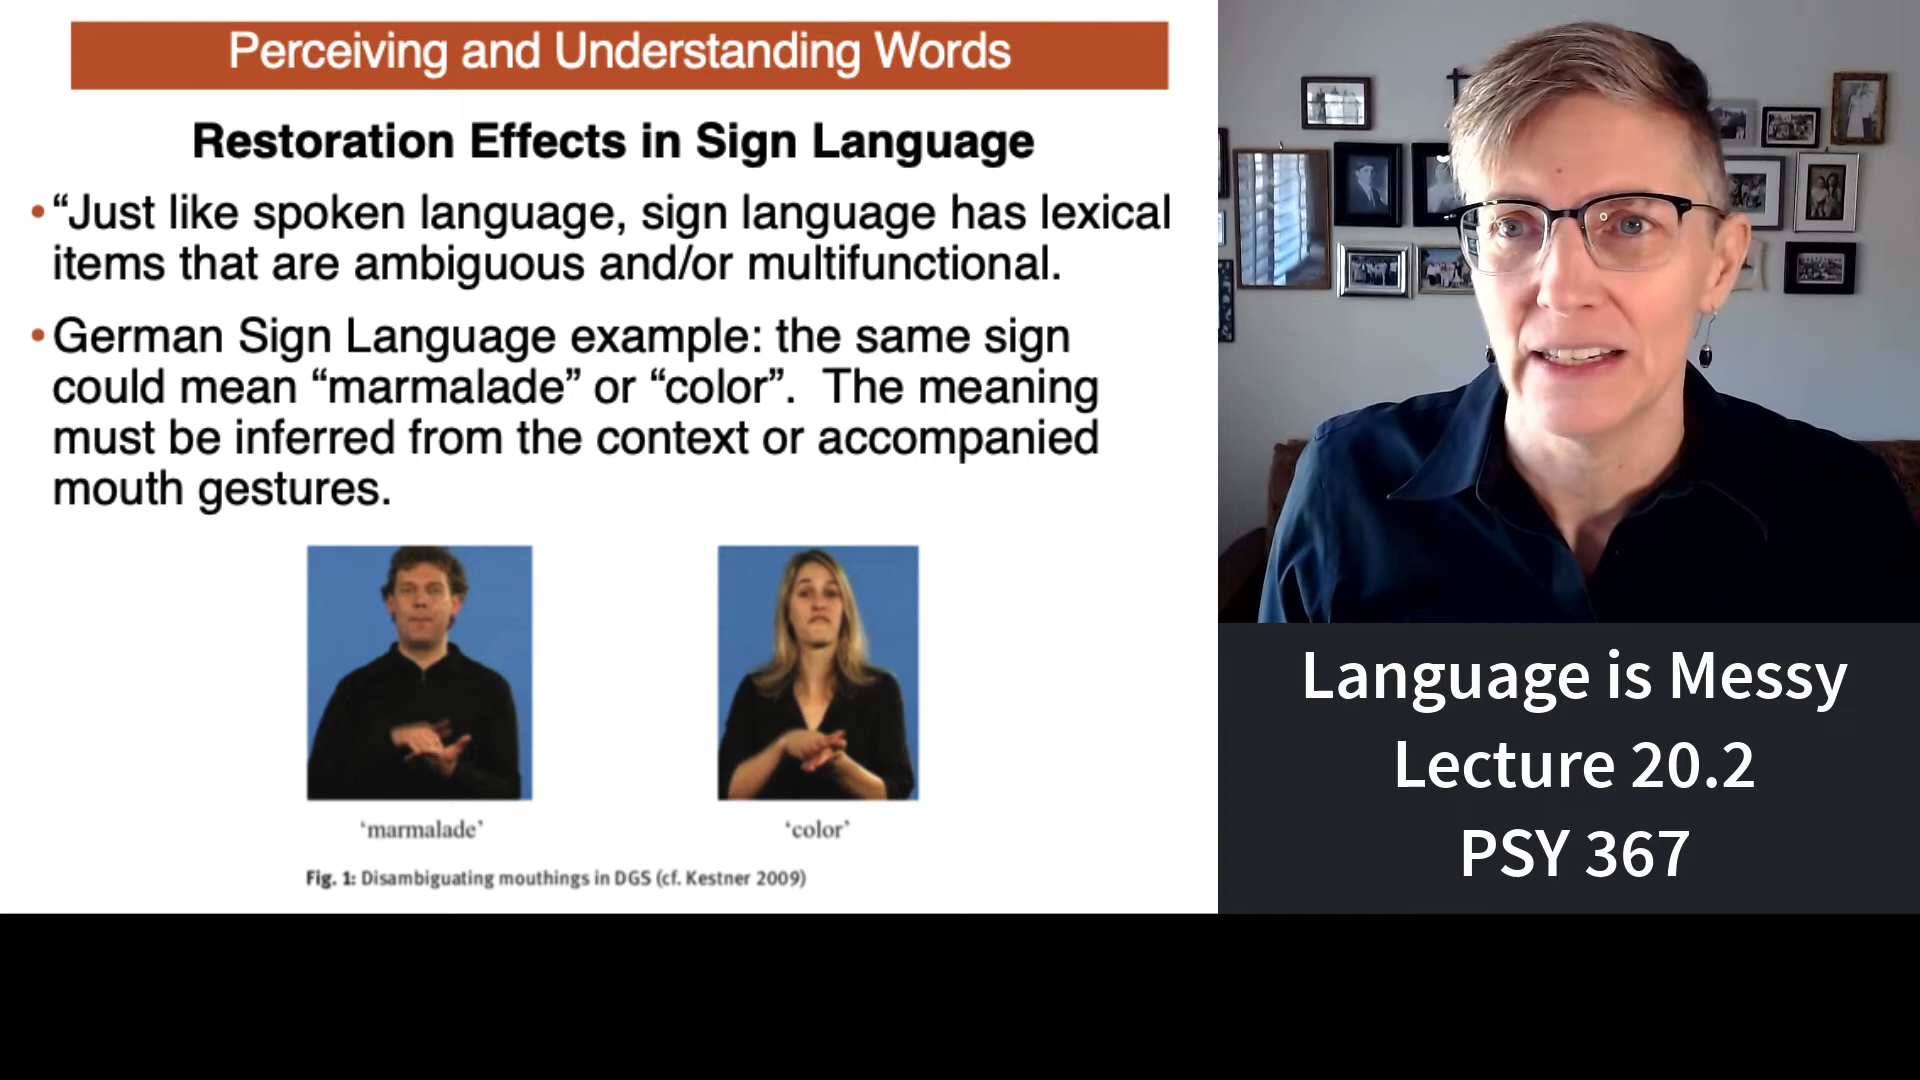 Perceiving and Understanding Words
Restoration Effects in Sign Language
•“Just like spoken language, sign language has lexical
items that are ambiguous and/or multifunctional.
•German Sign Language example: the same sign
could mean “marmalade” or “color”. The meaning
must be inferred from the context or accompanied
mouth gestures.
‘marmalade’
‘color’
Fig. 1: Disambiguating mouthings in DGS (cf. Kestner 2009)
Language is Messy
Lecture 20.2
PSY 367